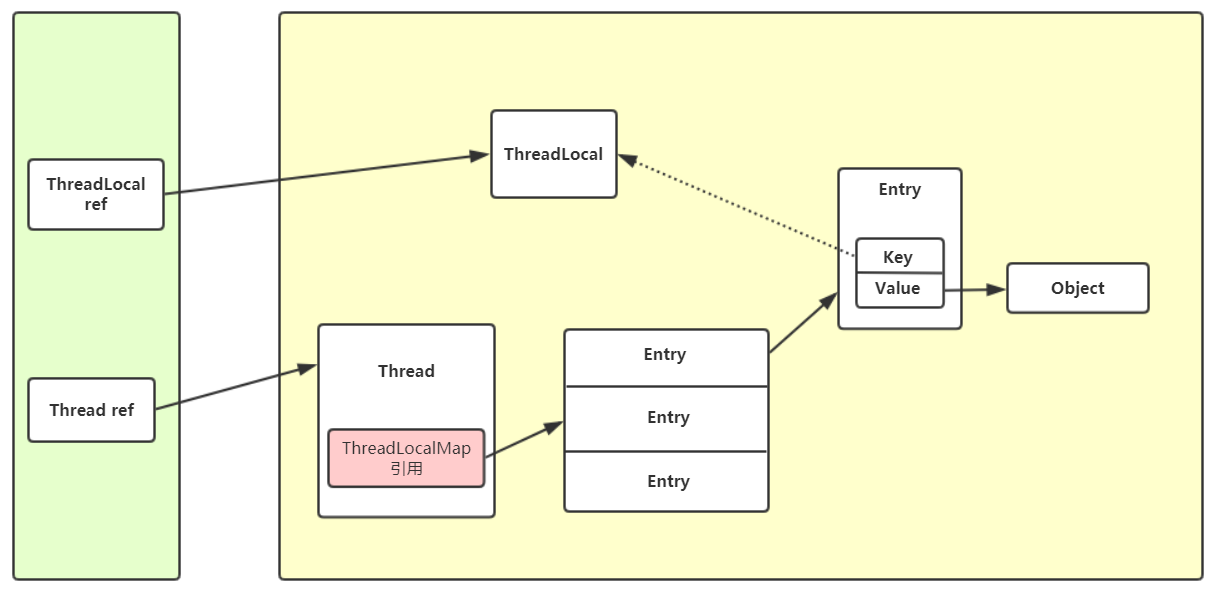 ThreadLocal
ref
Thread ref
ThreadLocal
Thread
ThreadLocalMap
引用
Entry
Entry
Entry
Entry
Key
Value
Object